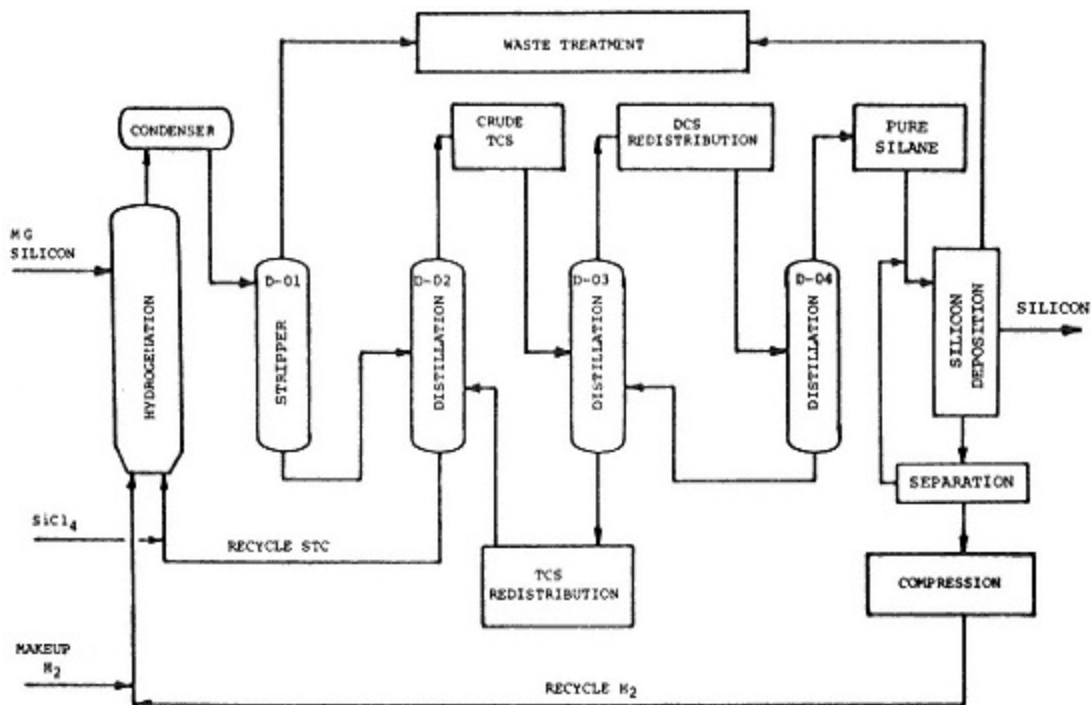 WASTE TREATMENT
CONDENSER
CRUDE
TCS
DCS
REDISTRIBUTION
PURE
SILANE
MG
SILICON
HYDROGENATION
D-01
STRIPPER
D-02
DISTILLATION
D-03
DISTILLATION
D-04
DISTILLATION
SILICON
DEPOSITION
SILICON
SEPARATION
SiCl4
RECYCLE STC
TCS
REDISTRIBUTION
COMPRESSION
MAKEUP
H2
RECYCLE H2